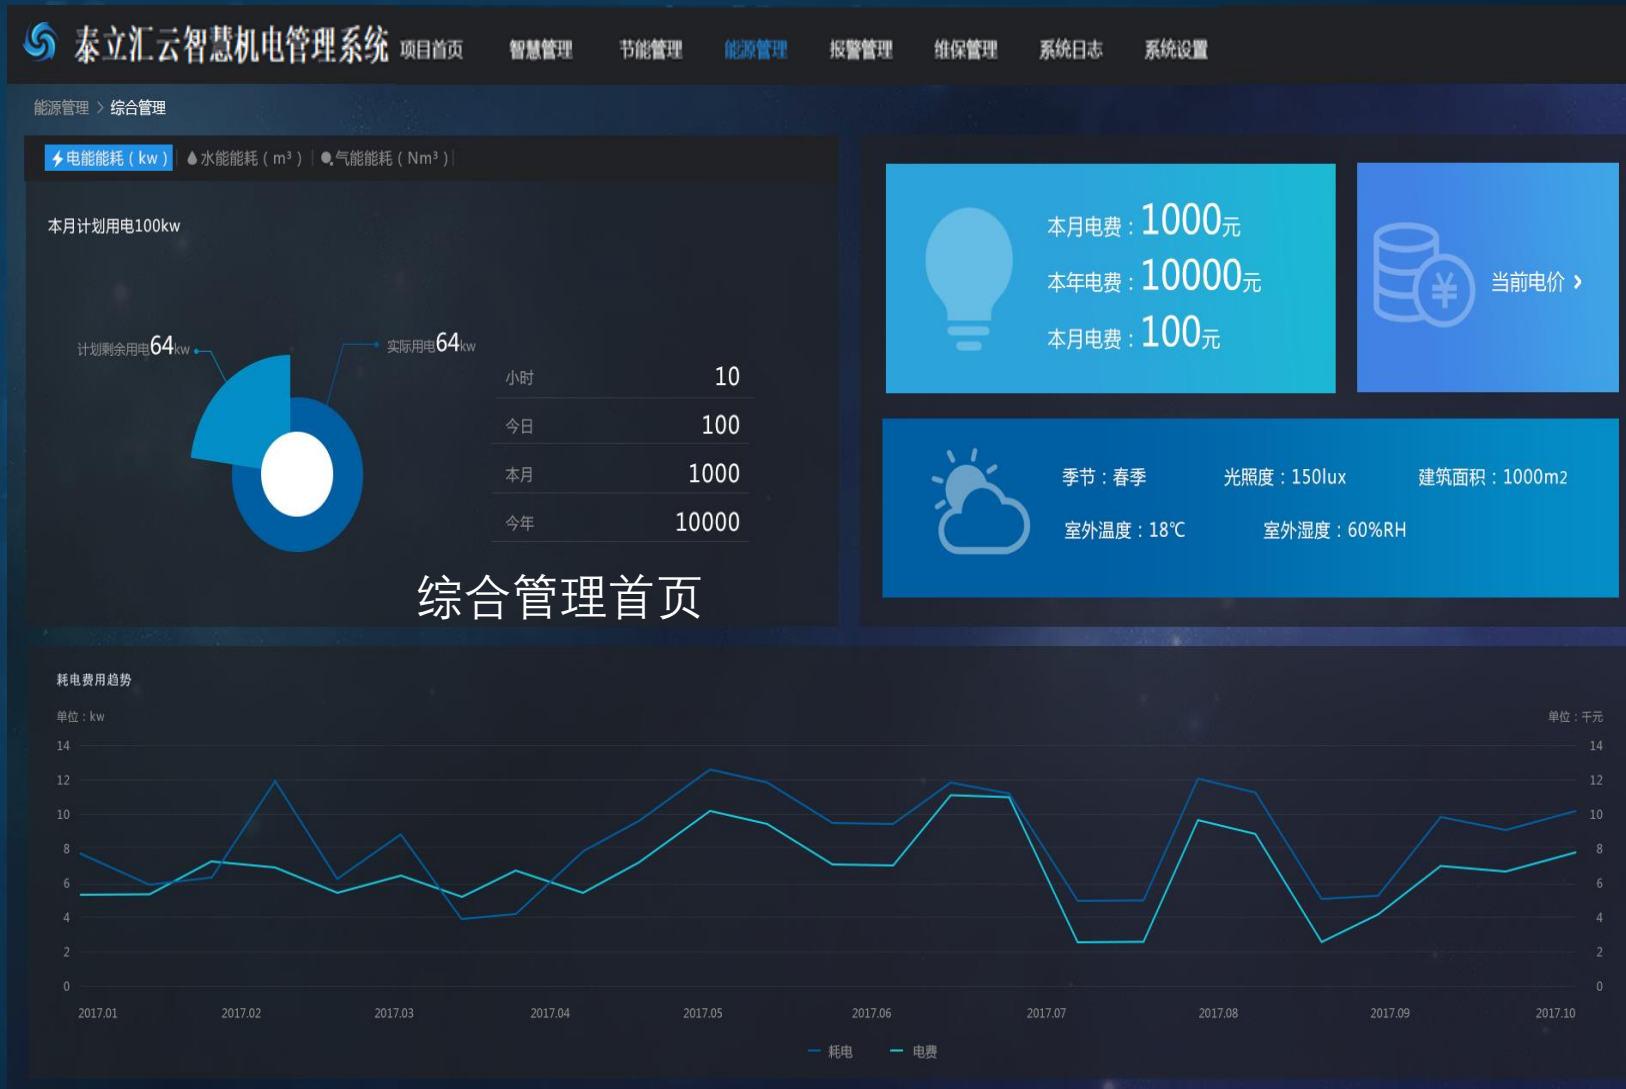 泰立汇云智慧机电管理系统 项目首页 智慧管理 节能管理 能源管理 报警管理 维保管理 系统日志 系统设置
能源管理 > 综合管理
电能能耗（kw） 水能能耗（m³） 气能能耗（Nm³）
本月计划用电100kw
计划剩余用电64kw
实际用电64kw
小时 10
今日 100
本月 1000
今年 10000
综合管理首页
本月电费：1000元
本年电费：10000元
本月电费：100元
当前电价 >
季节：春季 光照度：150lux 建筑面积：1000m2
室外温度：18℃ 室外湿度：60%RH
耗电费用趋势
单位：kw 单位：千元
14 14
12 12
10 10
8 8
6 6
4 4
2 2
0 0
2017.01 2017.02 2017.03 2017.04 2017.05 2017.06 2017.07 2017.08 2017.09 2017.10
耗电 电费